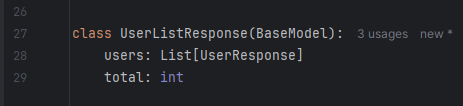 26
27 class UserListResponse(BaseModel): 3 usages new *
28 users: List[UserResponse]
29 total: int